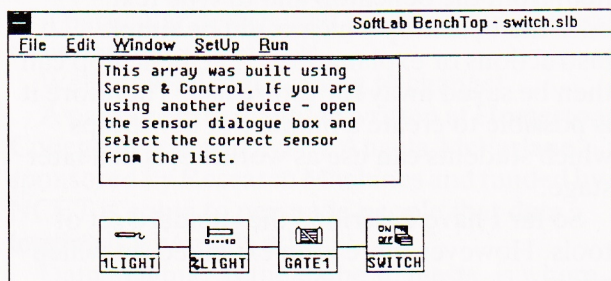 SoftLab BenchTop - switch.slb
File Edit Window SetUp Run
This array was built using
Sense & Control. If you are
using another device - open
the sensor dialogue box and
select the correct sensor
from the list.
ON
OFF
1LIGHT 2LIGHT GATE1 SWITCH